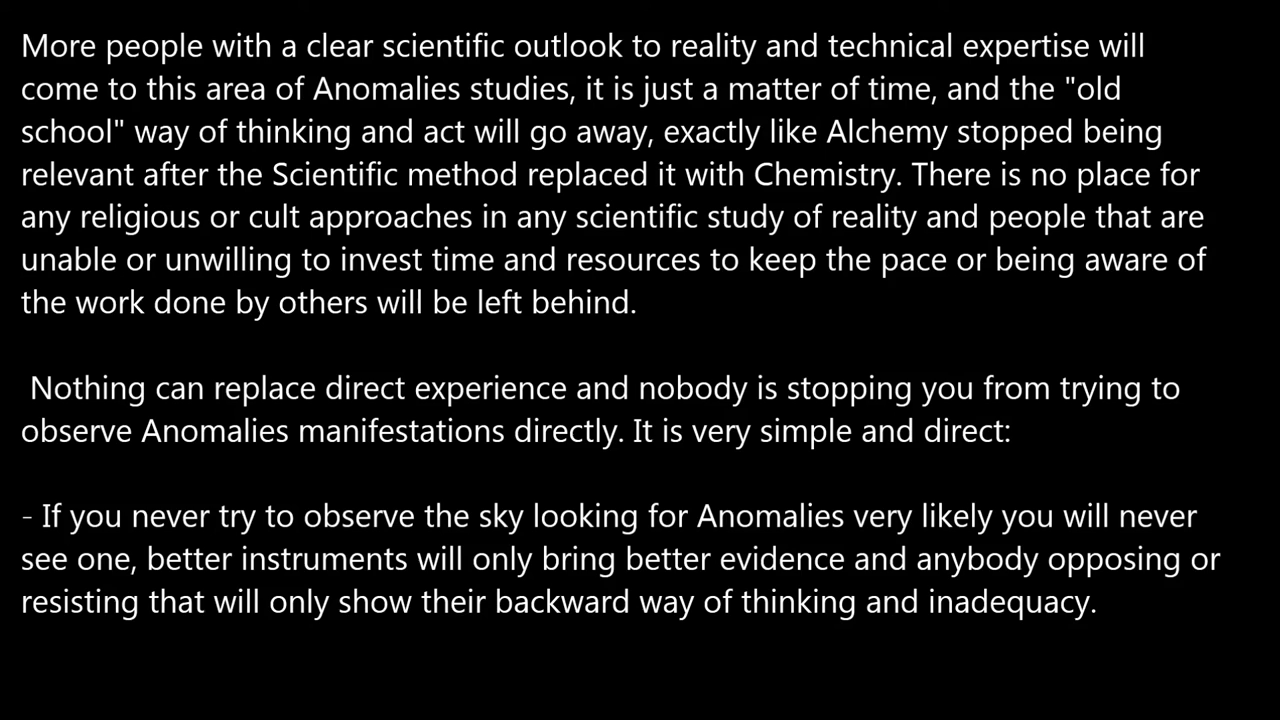 More people with a clear scientific outlook to reality and technical expertise will
come to this area of Anomalies studies, it is just a matter of time, and the "old
school" way of thinking and act will go away, exactly like Alchemy stopped being
relevant after the Scientific method replaced it with Chemistry. There is no place for
any religious or cult approaches in any scientific study of reality and people that are
unable or unwilling to invest time and resources to keep the pace or being aware of
the work done by others will be left behind.
Nothing can replace direct experience and nobody is stopping you from trying to
observe Anomalies manifestations directly. It is very simple and direct:
- If you never try to observe the sky looking for Anomalies very likely you will never
see one, better instruments will only bring better evidence and anybody opposing or
resisting that will only show their backward way of thinking and inadequacy.